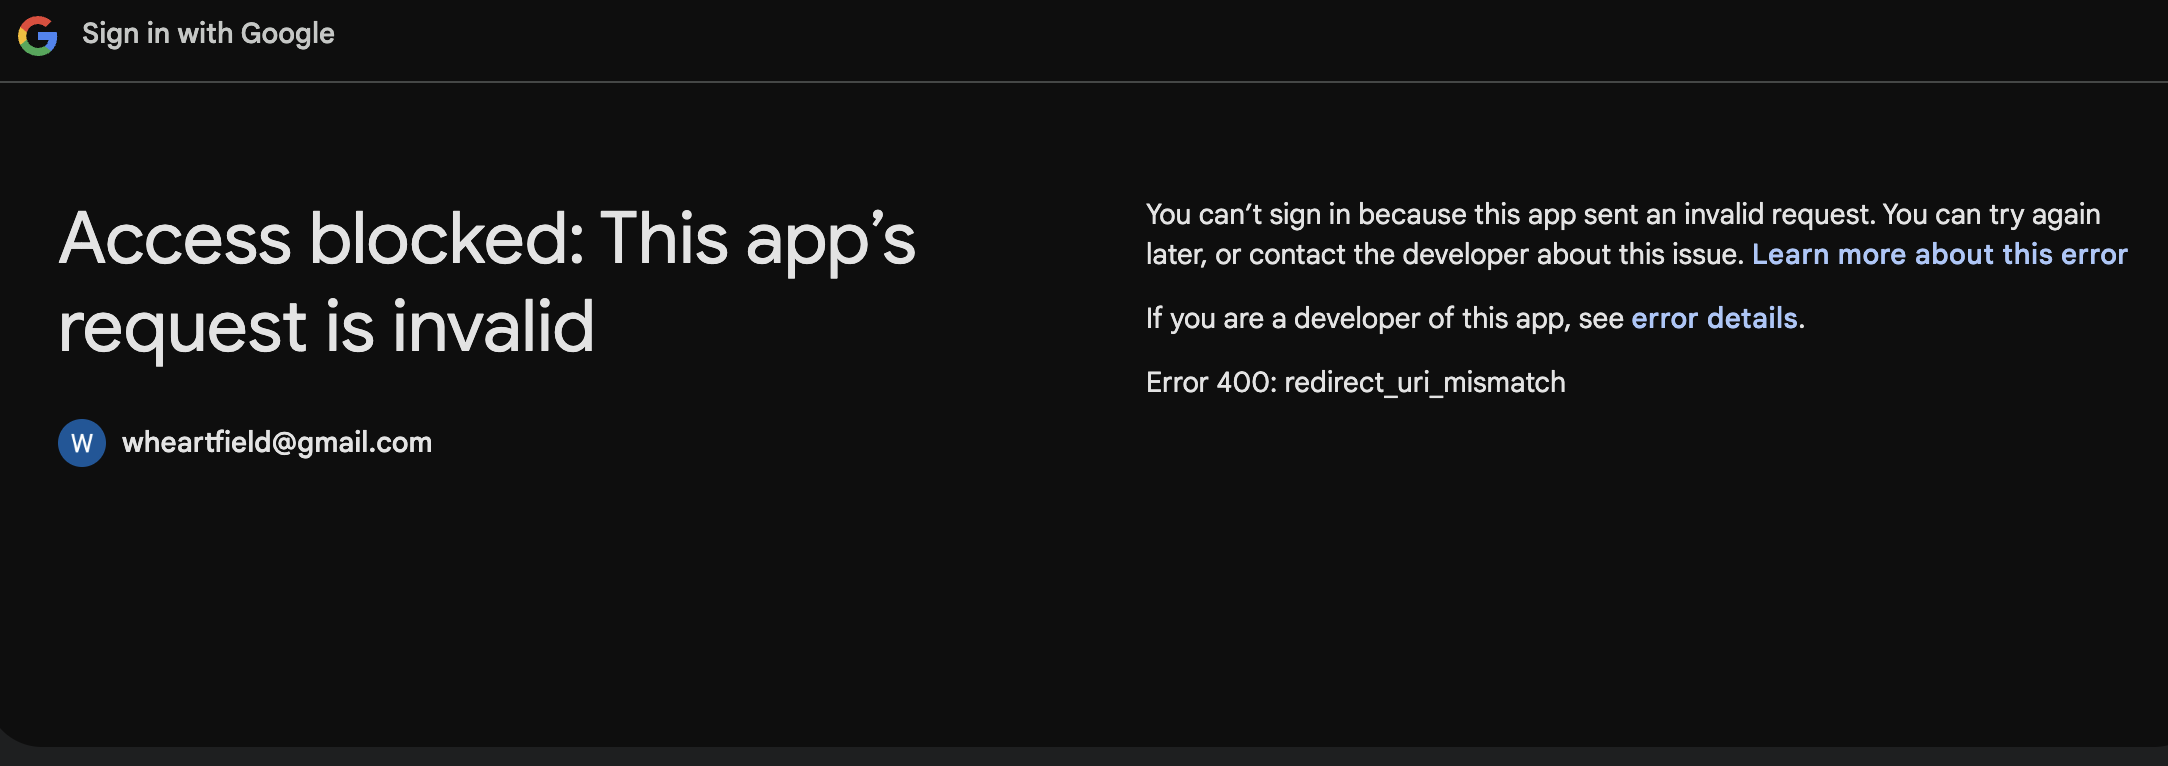 Sign in with Google
Access blocked: This app’s
request is invalid
W wheartfield@gmail.com
You can’t sign in because this app sent an invalid request. You can try again
later, or contact the developer about this issue. Learn more about this error
If you are a developer of this app, see error details.
Error 400: redirect_uri_mismatch